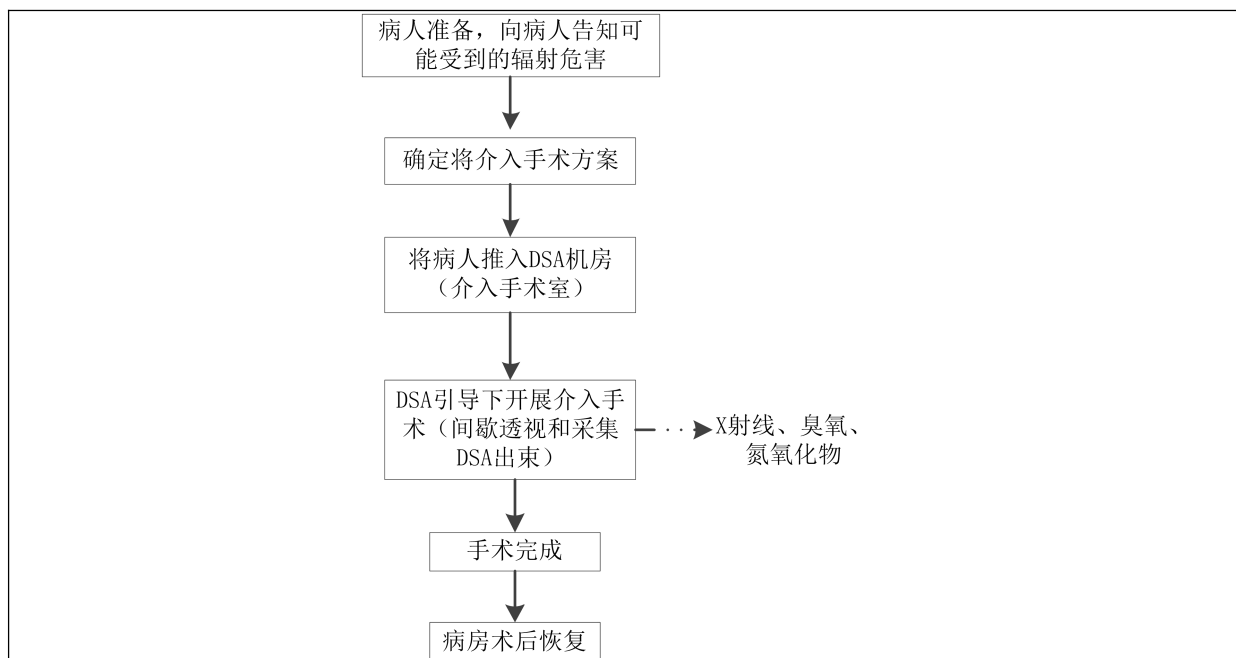 病人准备，向病人告知可
能受到的辐射危害
确定将介入手术方案
将病人推入DSA机房
（介入手术室）
DSA引导下开展介入手
术（间歇透视和采集
DSA出束）
X射线、臭氧、
氮氧化物
手术完成
病房术后恢复